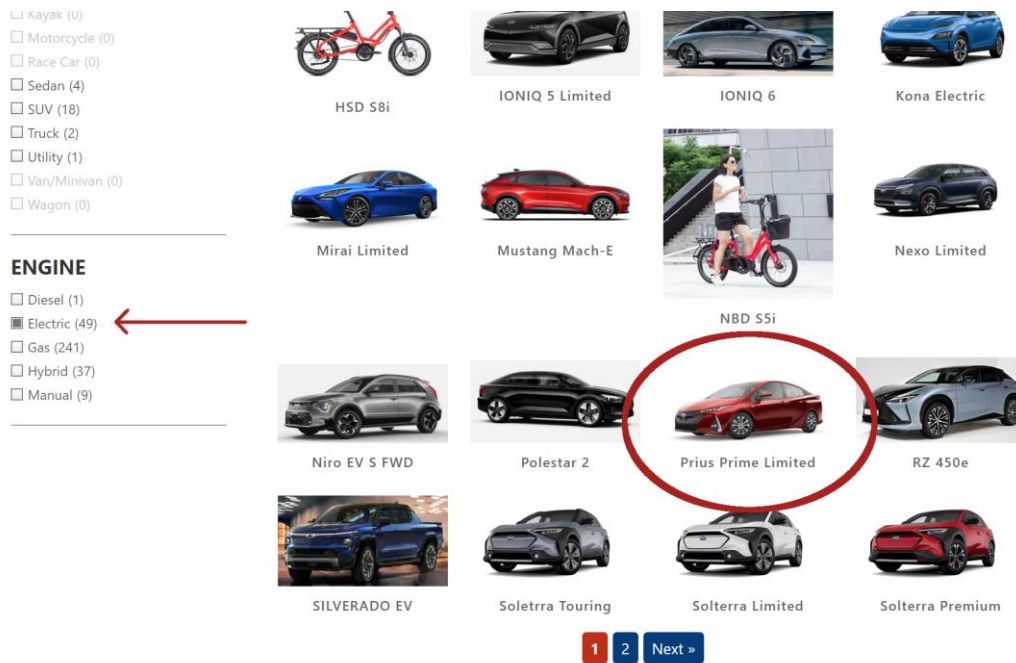 Kayak (0)
Motorcycle (0)
Race Car (0)
Sedan (4)
SUV (18)
Truck (2)
Utility (1)
Van/Minivan (0)
Wagon (0)
ENGINE
Diesel (1)
Electric (49)
Gas (241)
Hybrid (37)
Manual (9)
HSD S8i
IONIQ 5 Limited
IONIQ 6
Kona Electric
Mirai Limited
Mustang Mach-E
NBD S5i
Nexo Limited
Niro EV S FWD
Polestar 2
Prius Prime Limited
RZ 450e
SILVERADO EV
Soletrra Touring
Solterra Limited
Solterra Premium
1 2 Next »